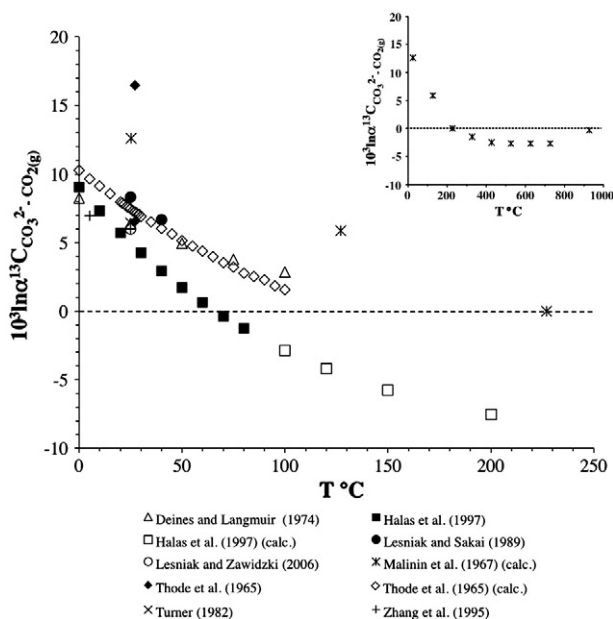 20
15
10
5
0
-5
-10
10³lnα¹³C CO₃²⁻ - CO₂(g)
0 50 100 150 200 250
T °C
20
15
10
5
0
-5
-10
10³lnα¹³C CO₃²⁻ - CO₂(g)
0 200 400 600 800 1000
T °C
Deines and Langmuir (1974)
Halas et al. (1997)
Halas et al. (1997) (calc.)
Lesniak and Sakai (1989)
Lesniak and Zawidzki (2006)
Malinin et al. (1967) (calc.)
Thode et al. (1965)
Thode et al. (1965) (calc.)
Turner (1982)
Zhang et al. (1995)